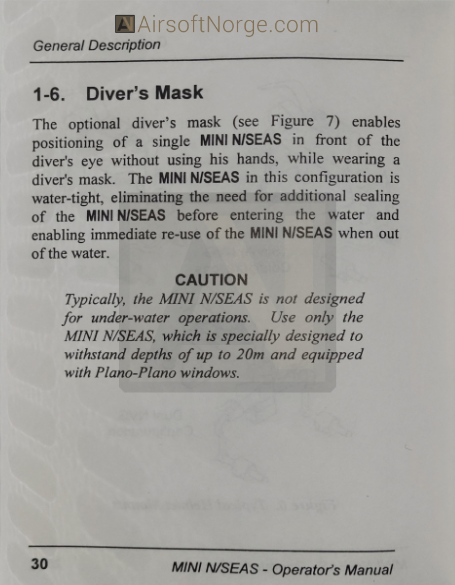 AirsoftNorge.com
General Description
1-6. Diver's Mask
The optional diver's mask (see Figure 7) enables
positioning of a single MINI N/SEAS in front of the
diver's eye without using his hands, while wearing a
diver's mask. The MINI N/SEAS in this configuration is
water-tight, eliminating the need for additional sealing
of the MINI N/SEAS before entering the water and
enabling immediate re-use of the MINI N/SEAS when out
of the water.
CAUTION
Typically, the MINI N/SEAS is not designed
for under-water operations. Use only the
MINI N/SEAS, which is specially designed to
withstand depths of up to 20m and equipped
with Plano-Plano windows.
30
MINI N/SEAS - Operator's Manual